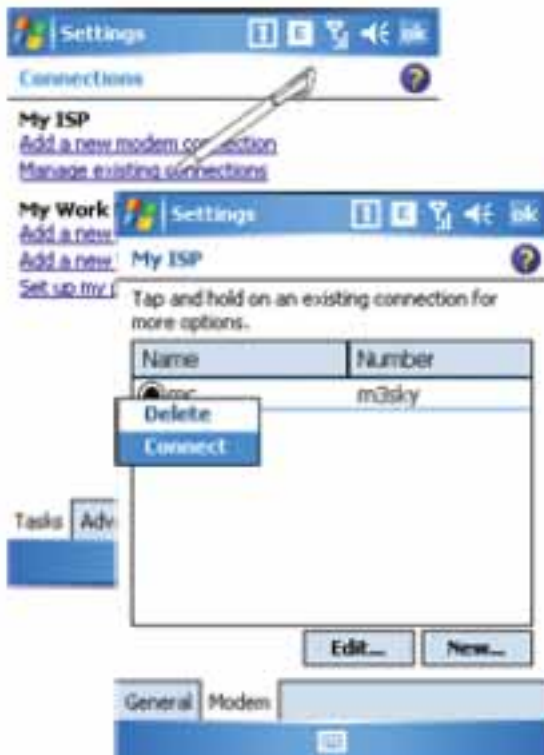 Settings
Connections
My ISP
Add a new modem connection
Manage existing connections
My Work
Add a new
Add a new
Set up my
Tasks Adv
Settings
My ISP
Tap and hold on an existing connection for
more options.
Name Number
mc m3sky
Delete
Connect
Edit... New...
General Modem
ok
ok